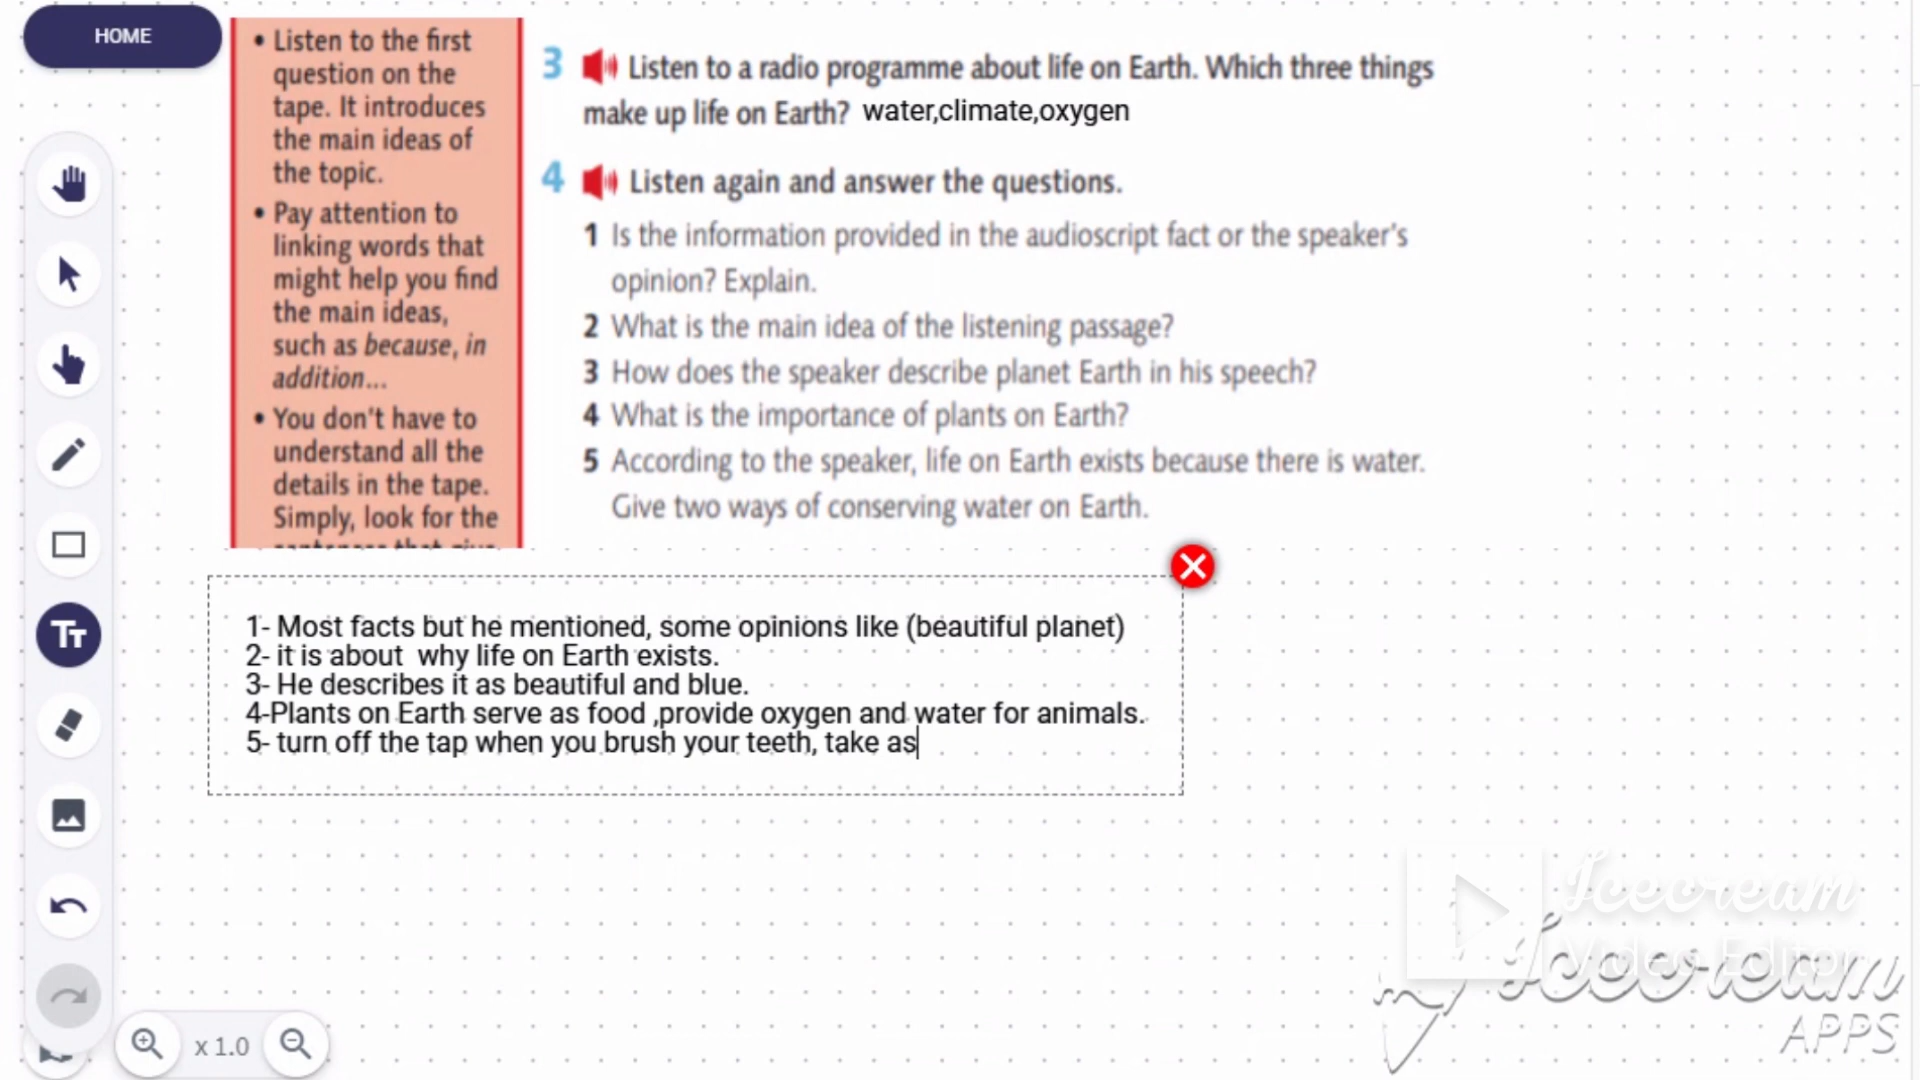 HOME
• Listen to the first
question on the
tape. It introduces
the main ideas of
the topic.
• Pay attention to
linking words that
might help you find
the main ideas,
such as because, in
addition...
• You don't have to
understand all the
details in the tape.
Simply, look for the
3 Listen to a radio programme about life on Earth. Which three things
make up life on Earth? water,climate,oxygen
4 Listen again and answer the questions.
1 Is the information provided in the audioscript fact or the speaker's
opinion? Explain.
2 What is the main idea of the listening passage?
3 How does the speaker describe planet Earth in his speech?
4 What is the importance of plants on Earth?
5 According to the speaker, life on Earth exists because there is water.
Give two ways of conserving water on Earth.
1- Most facts but he mentioned, some opinions like (beautiful planet)
2- it is about  why life on Earth exists.
3- He describes it as beautiful and blue.
4-Plants on Earth serve as food ,provide oxygen and water for animals.
5- turn off the tap when you brush your teeth, take as
Tт
x 1.0
Icecream
Video Editor
Icecream
APPS